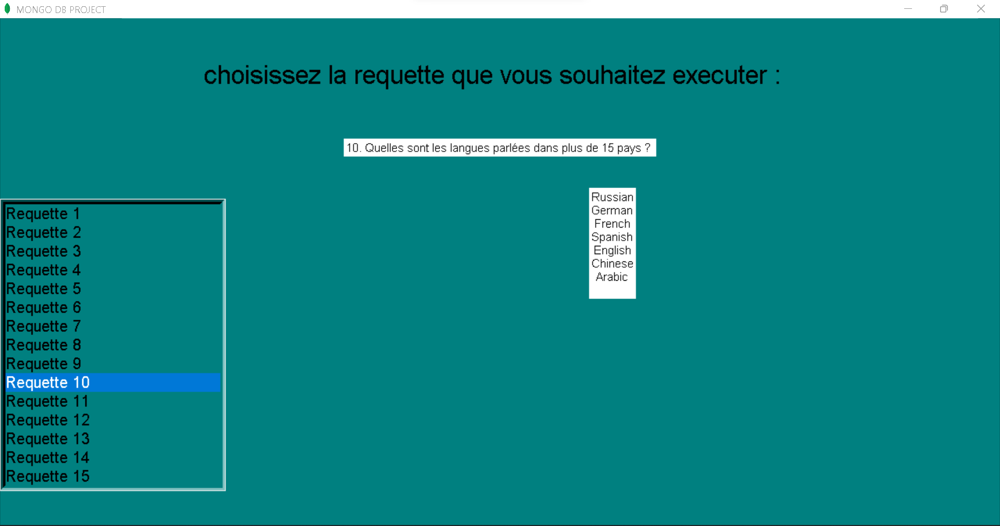 MONGO DB PROJECT
choisissez la requette que vous souhaitez executer :
10. Quelles sont les langues parlées dans plus de 15 pays ?
Russian
German
French
Spanish
English
Chinese
Arabic
Requette 1
Requette 2
Requette 3
Requette 4
Requette 5
Requette 6
Requette 7
Requette 8
Requette 9
Requette 10
Requette 11
Requette 12
Requette 13
Requette 14
Requette 15